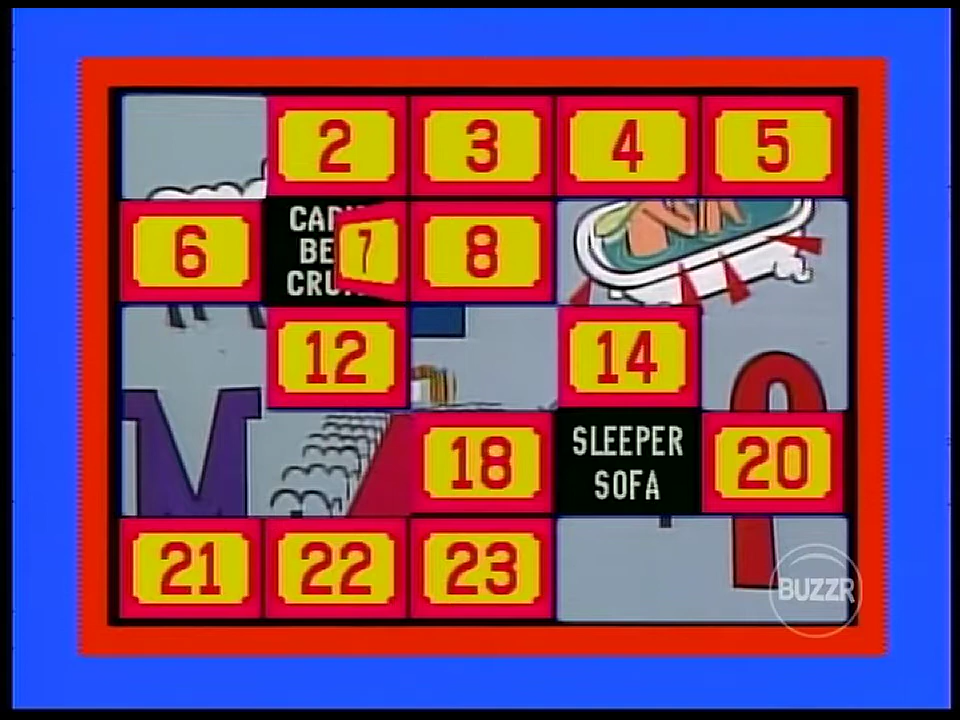 2 3 4 5
6 7 8
12 14
M
18 SLEEPER 20
SOFA
21 22 23
BUZZR